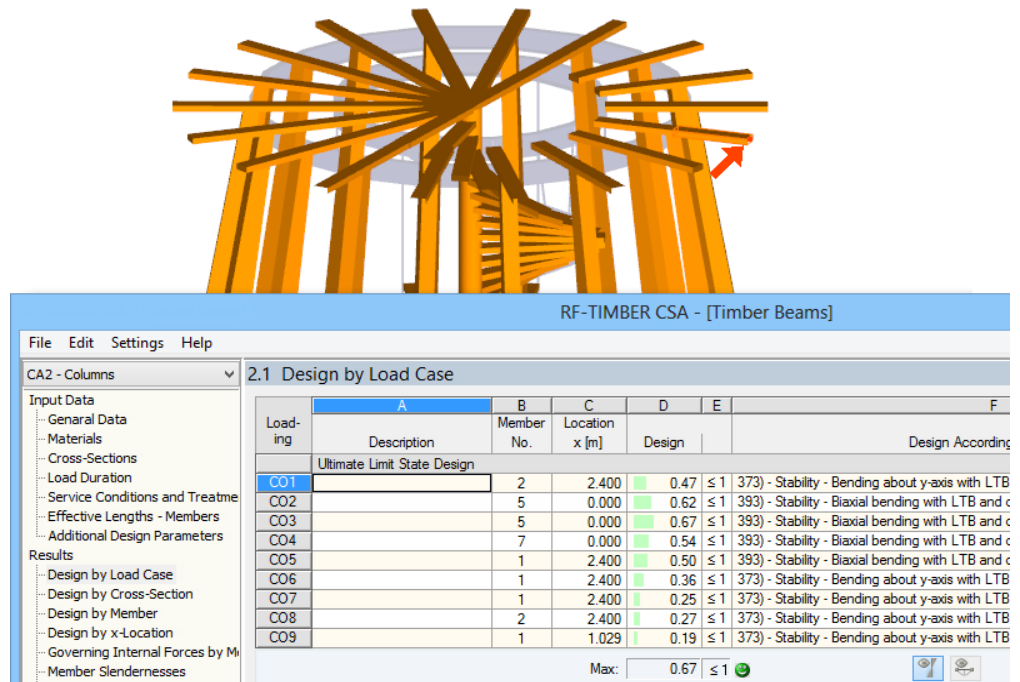 RF-TIMBER CSA - [Timber Beams]
File Edit Settings Help
CA2 - Columns
2.1 Design by Load Case
Input Data
Genaral Data
Materials
Cross-Sections
Load Duration
Service Conditions and Treatme
Effective Lengths - Members
Additional Design Parameters
Results
Design by Load Case
Design by Cross-Section
Design by Member
Design by x-Location
Governing Internal Forces by M
Member Slendernesses
A B C D E F
Load-
ing Description Member
No. Location
x [m] Design Design According
Ultimate Limit State Design
CO1 2 2.400 0.47 ≤ 1 373) - Stability - Bending about y-axis with LTB
CO2 5 0.000 0.62 ≤ 1 393) - Stability - Biaxial bending with LTB and c
CO3 5 0.000 0.67 ≤ 1 393) - Stability - Biaxial bending with LTB and c
CO4 7 0.000 0.54 ≤ 1 393) - Stability - Biaxial bending with LTB and c
CO5 1 2.400 0.50 ≤ 1 393) - Stability - Biaxial bending with LTB and c
CO6 1 2.400 0.36 ≤ 1 373) - Stability - Bending about y-axis with LTB
CO7 1 2.400 0.25 ≤ 1 373) - Stability - Bending about y-axis with LTB
CO8 2 2.400 0.27 ≤ 1 373) - Stability - Bending about y-axis with LTB
CO9 1 1.029 0.19 ≤ 1 373) - Stability - Bending about y-axis with LTB
Max: 0.67 ≤ 1